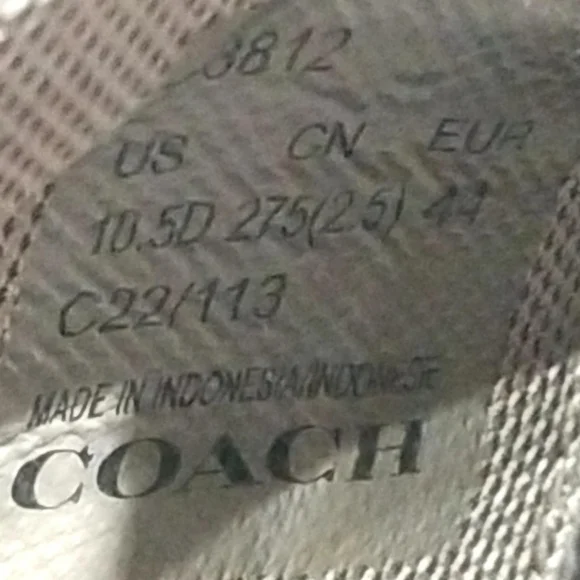 3812
US CN EUR
10.5D 275(2.5) 44
C22/113
MADE IN INDONESIA/INDONESIE
COACH